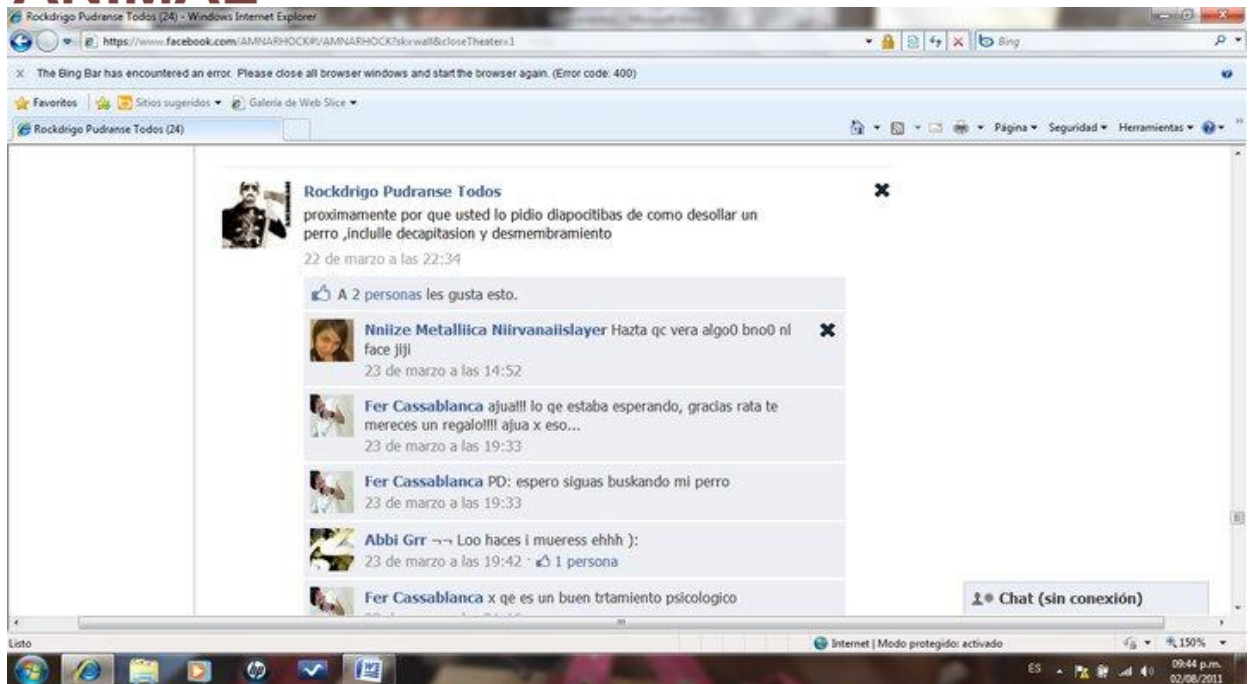 ANIMAL
Rockdrigo Pudranse Todos (24) - Windows Internet Explorer
https://www.facebook.com/AMNARHOCK#!/AMNARHOCK?sk=wall&closeTheater=1
Bing
X The Bing Bar has encountered an error. Please close all browser windows and start the browser again. (Error code: 400)
Favoritos Sitios sugeridos Galería de Web Slice
Rockdrigo Pudranse Todos (24)
Página Seguridad Herramientas
Rockdrigo Pudranse Todos
proximamente por que usted lo pidio diapocitibas de como desollar un
perro ,inclulle decapitasion y desmembramiento
22 de marzo a las 22:34
A 2 personas les gusta esto.
Nniize Metalliica Niirvanaiislayer Hazta qc vera algo0 bno0 nl
face jiji
23 de marzo a las 14:52
Fer Cassablanca ajua!!! lo qe estaba esperando, gracias rata te
mereces un regalo!!!! ajua x eso...
23 de marzo a las 19:33
Fer Cassablanca PD: espero siguas buskando mi perro
23 de marzo a las 19:33
Abbi Grr ¬¬ Loo haces i mueress ehhh ):
23 de marzo a las 19:42 · 1 persona
Fer Cassablanca x qe es un buen trtamiento psicologico
Chat (sin conexión)
Listo
Internet | Modo protegido: activado
150%
ES
09:44 p.m.
02/08/2011